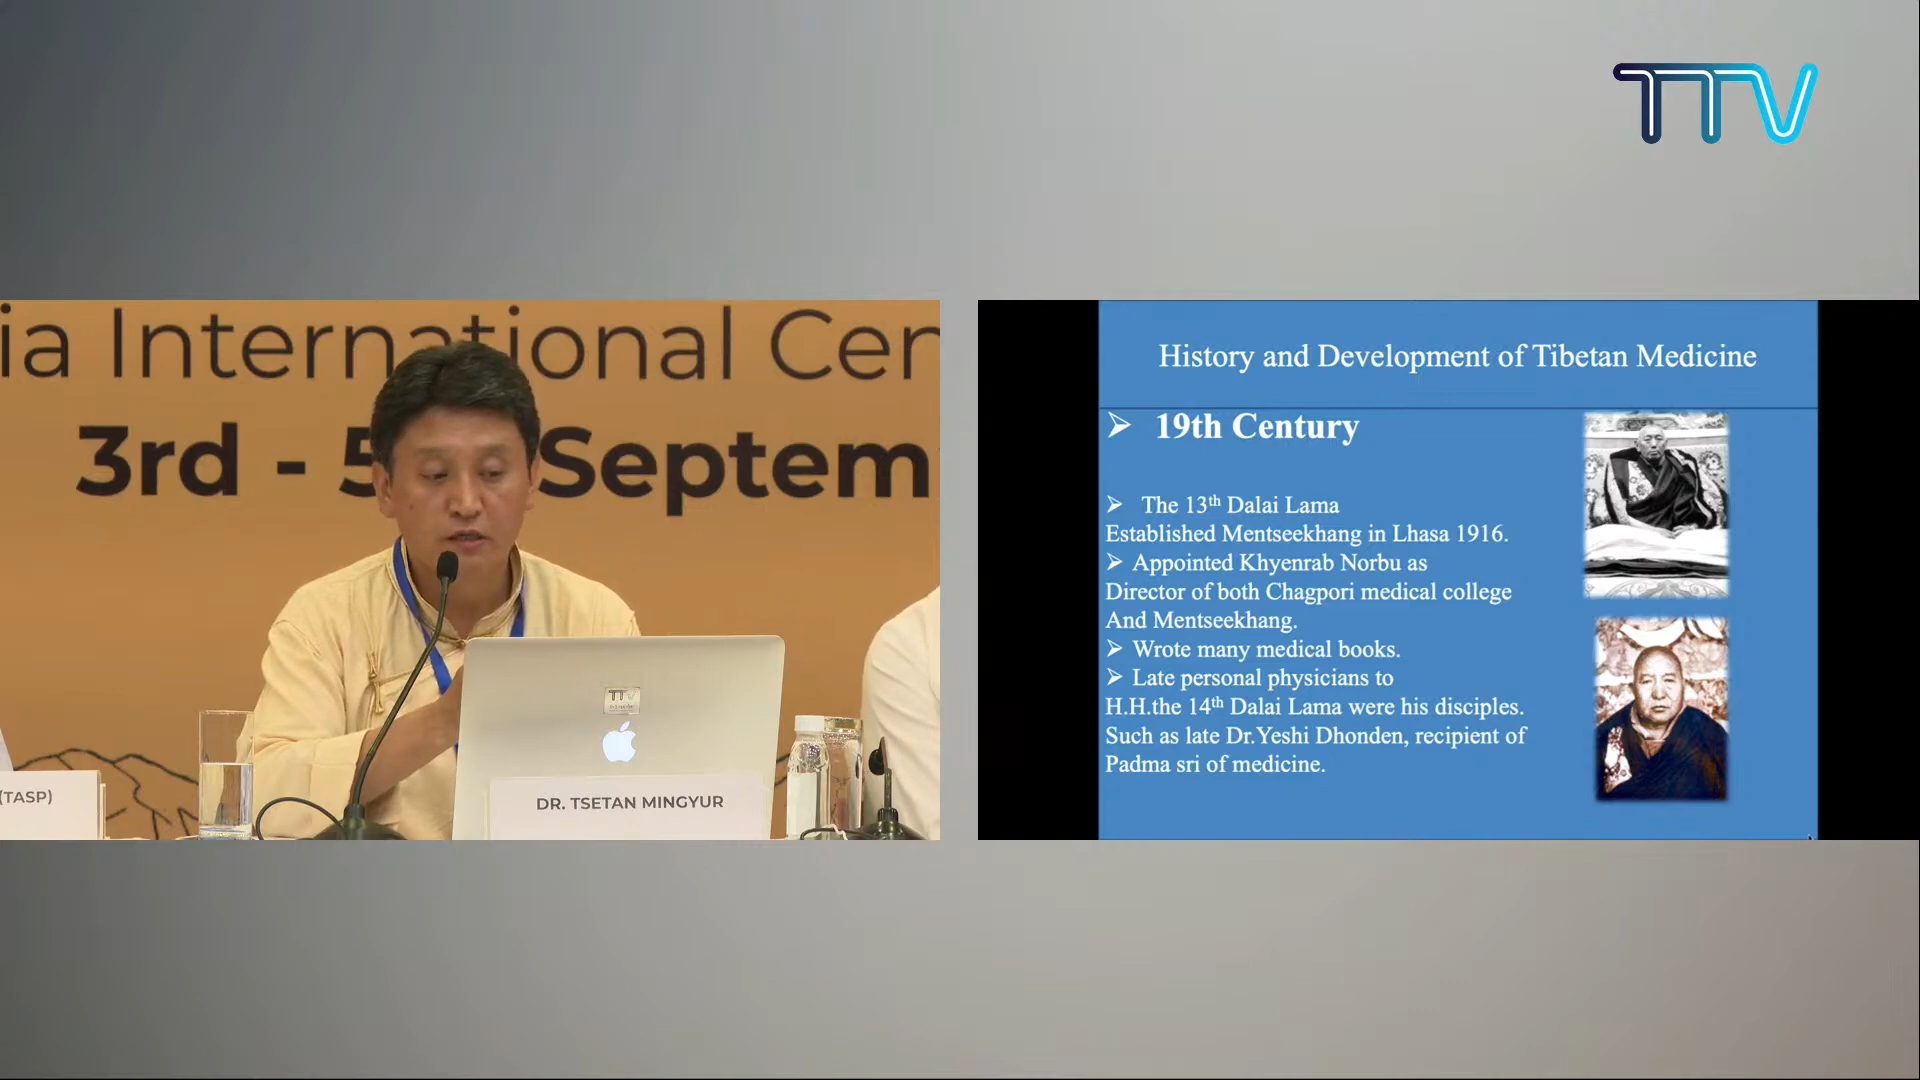 TTV
ia International Cen
3rd - 5 Septem
(TASP)
TTV
DR. TSETAN MINGYUR
History and Development of Tibetan Medicine
➢ 19th Century
➢ The 13th Dalai Lama
Established Mentseekhang in Lhasa 1916.
➢ Appointed Khyenrab Norbu as
Director of both Chagpori medical college
And Mentseekhang.
➢ Wrote many medical books.
➢ Late personal physicians to
H.H.the 14th Dalai Lama were his disciples.
Such as late Dr.Yeshi Dhonden, recipient of
Padma sri of medicine.